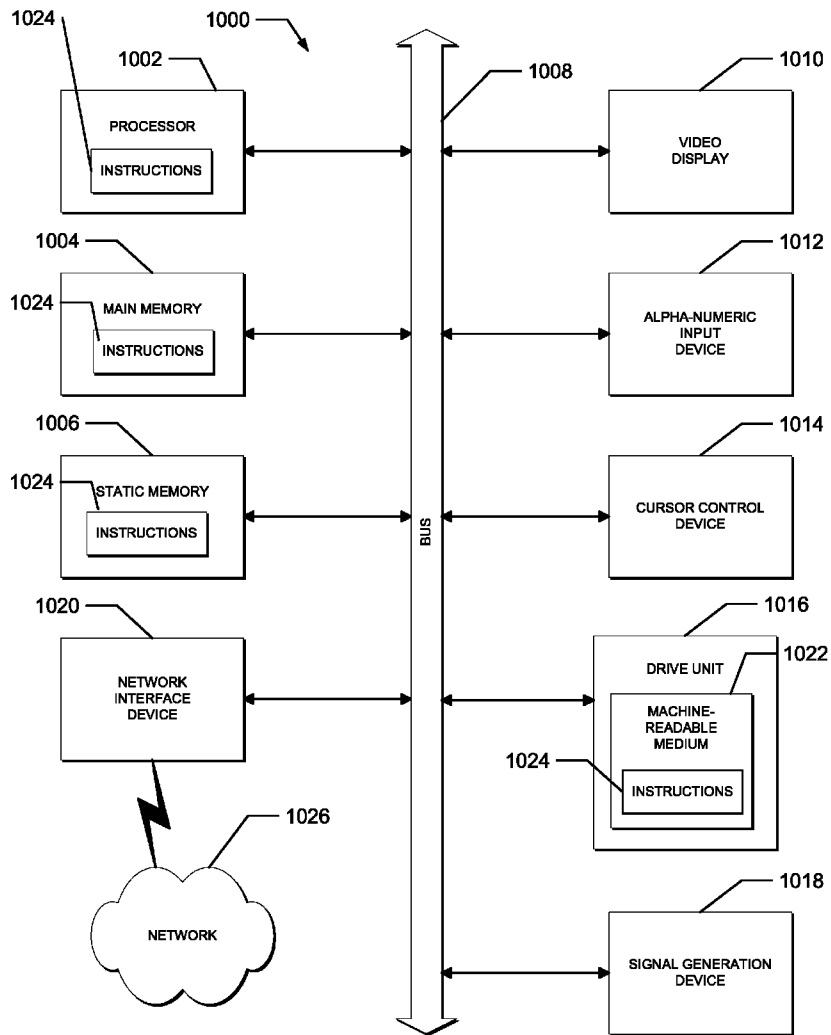 1024
1000
1002
PROCESSOR
INSTRUCTIONS
1008
1010
VIDEO
DISPLAY
1004
1024
MAIN MEMORY
INSTRUCTIONS
1012
ALPHA-NUMERIC
INPUT
DEVICE
1006
1024
STATIC MEMORY
INSTRUCTIONS
BUS
1014
CURSOR CONTROL
DEVICE
1020
NETWORK
INTERFACE
DEVICE
1016
DRIVE UNIT
1022
MACHINE-
READABLE
MEDIUM
1024
INSTRUCTIONS
1026
NETWORK
1018
SIGNAL GENERATION
DEVICE